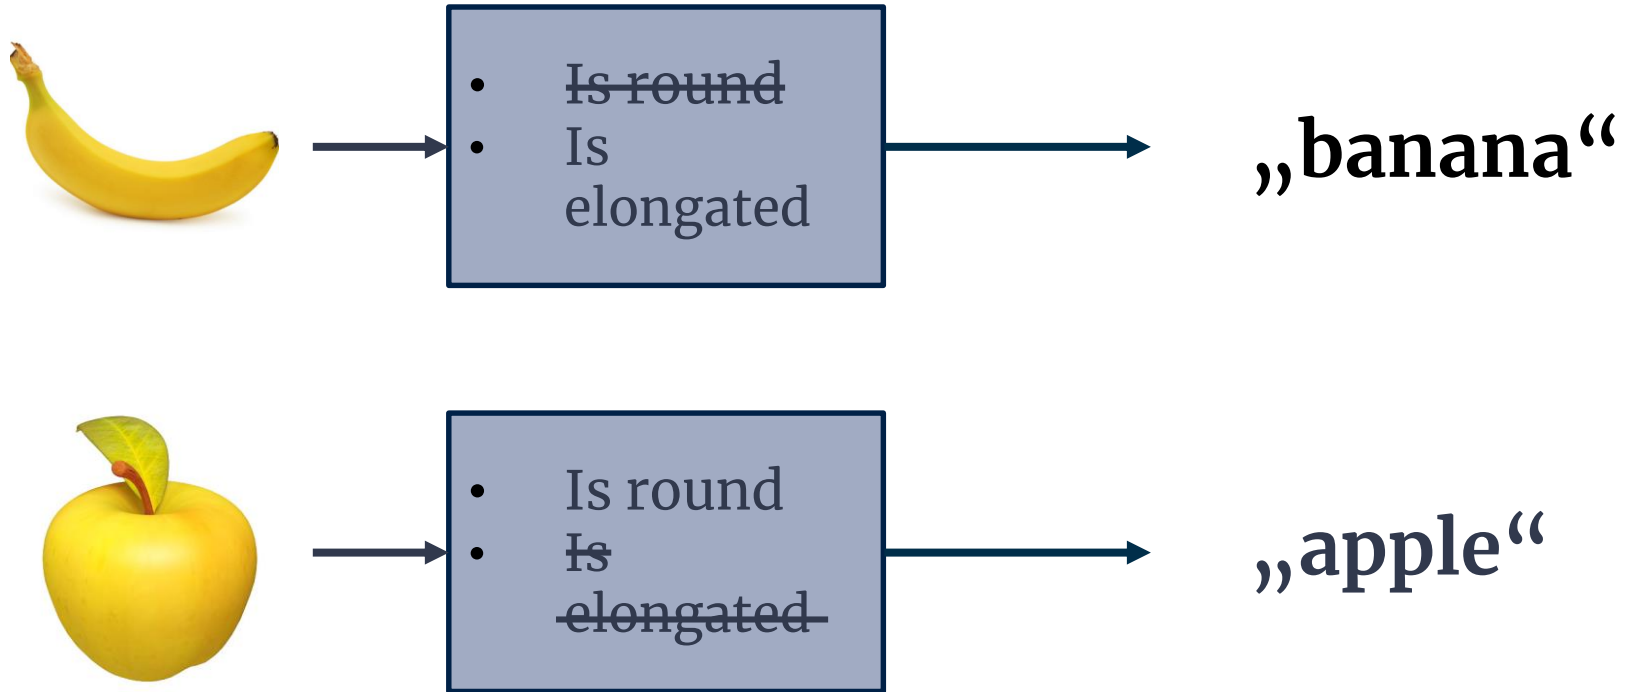 • Is round
• Is
elongated
„banana“
• Is round
• Is
elongated
„apple“